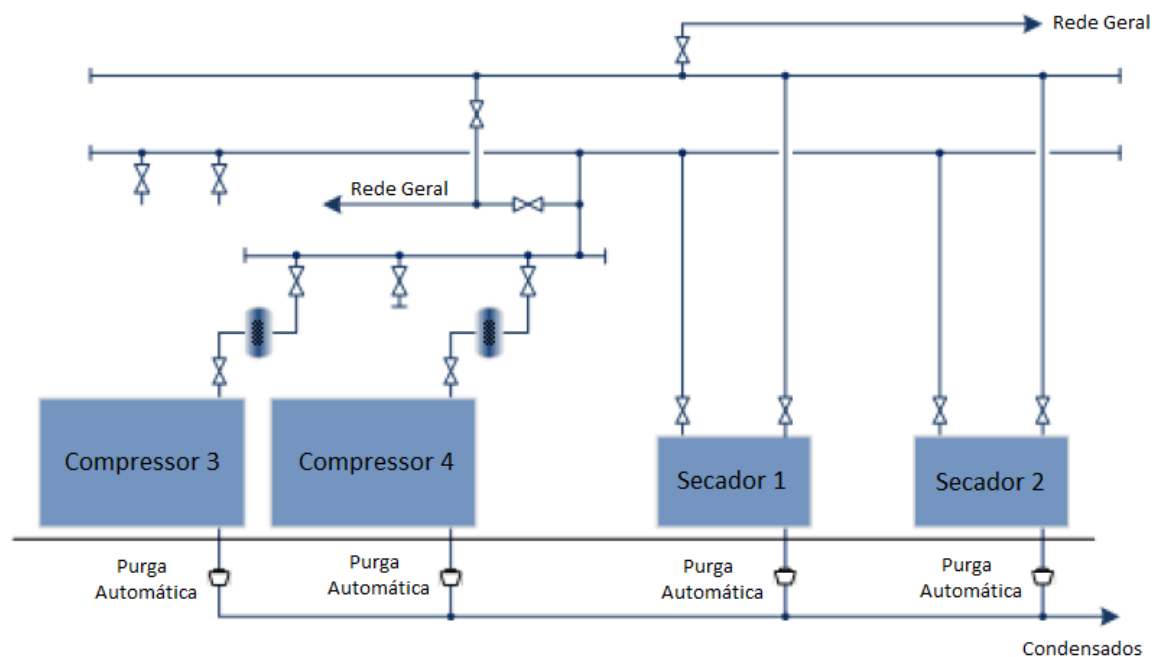 Rede Geral
Rede Geral
Compressor 3
Compressor 4
Secador 1
Secador 2
Purga
Automática
Purga
Automática
Purga
Automática
Purga
Automática
Condensados